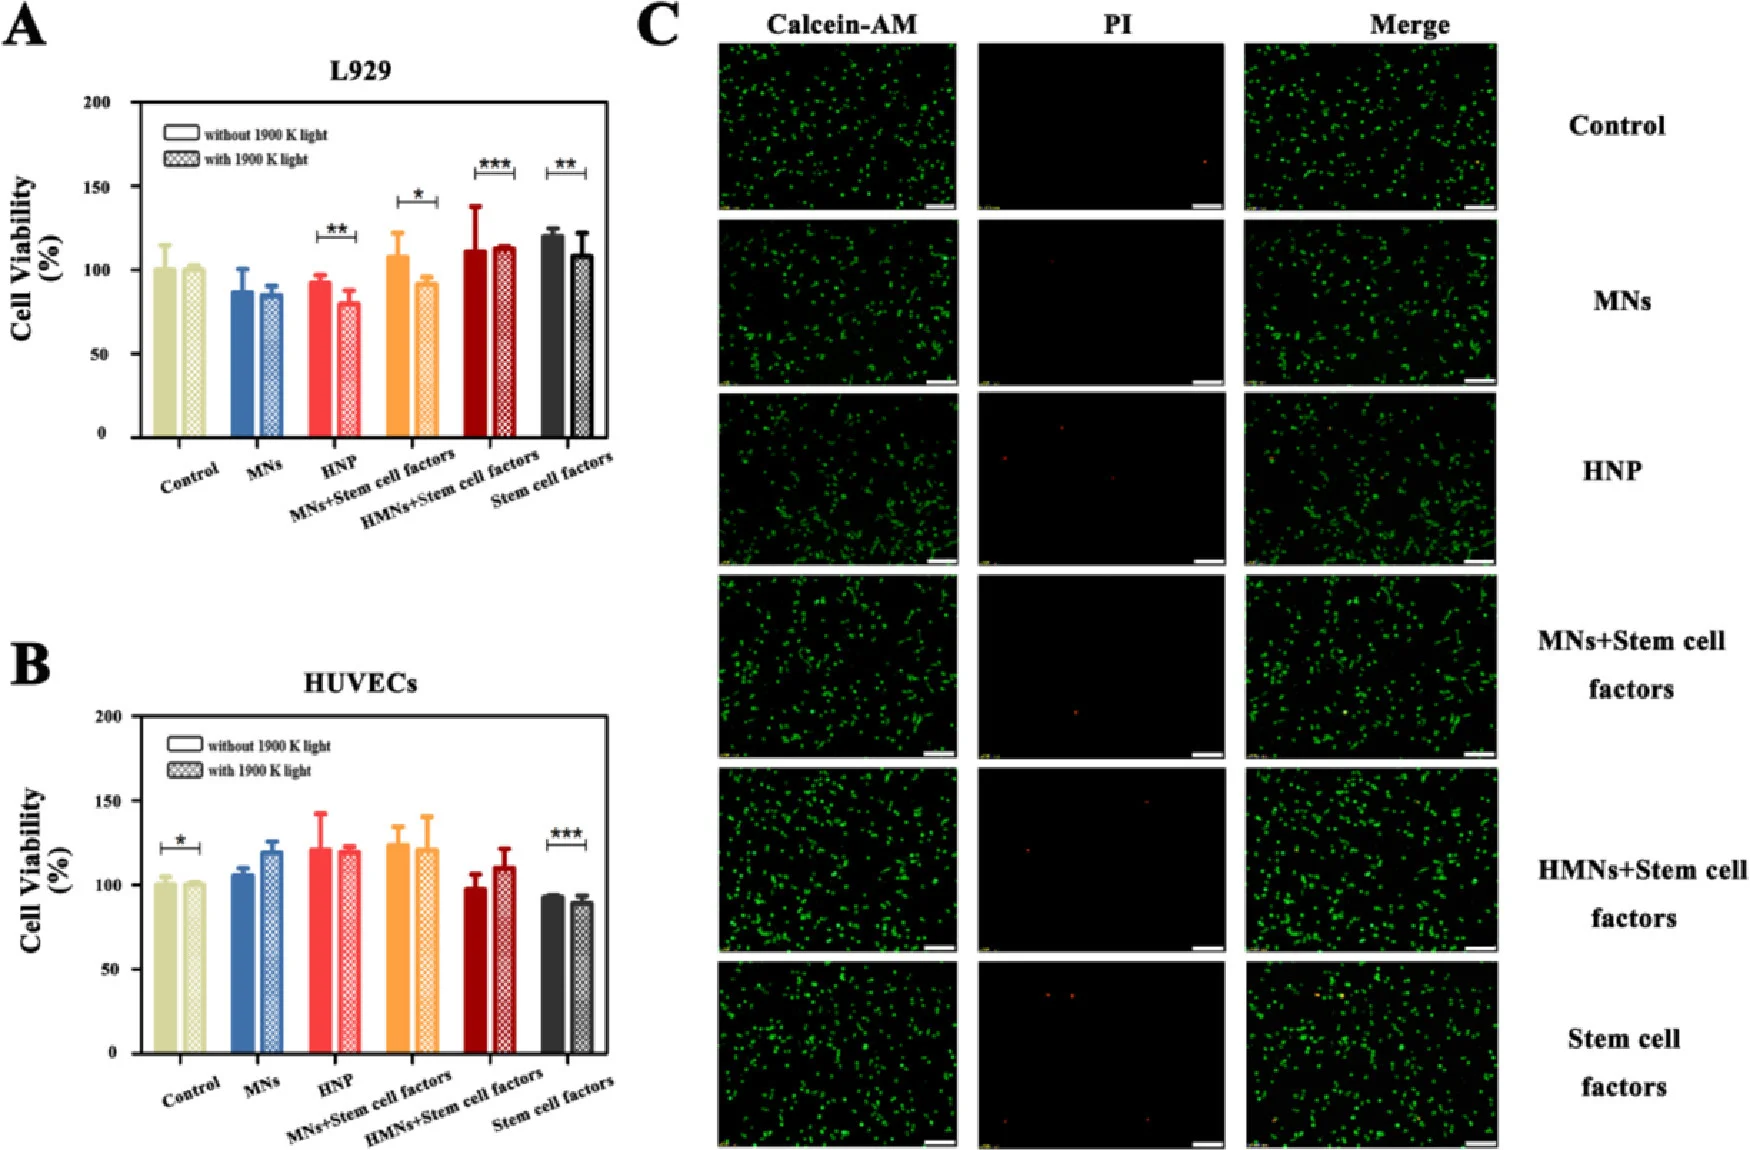 A
L929
200
150
100
50
0
Cell Viability
(%)
without 1900 K light
with 1900 K light
**
*
***
**
Control
MNs
HNP
MNs+Stem cell factors
HMNs+Stem cell factors
Stem cell factors
B
HUVECs
200
150
100
50
0
Cell Viability
(%)
without 1900 K light
with 1900 K light
*
***
Control
MNs
HNP
MNs+Stem cell factors
HMNs+Stem cell factors
Stem cell factors
C
Calcein-AM
PI
Merge
Control
MNs
HNP
MNs+Stem cell
factors
HMNs+Stem cell
factors
Stem cell
factors